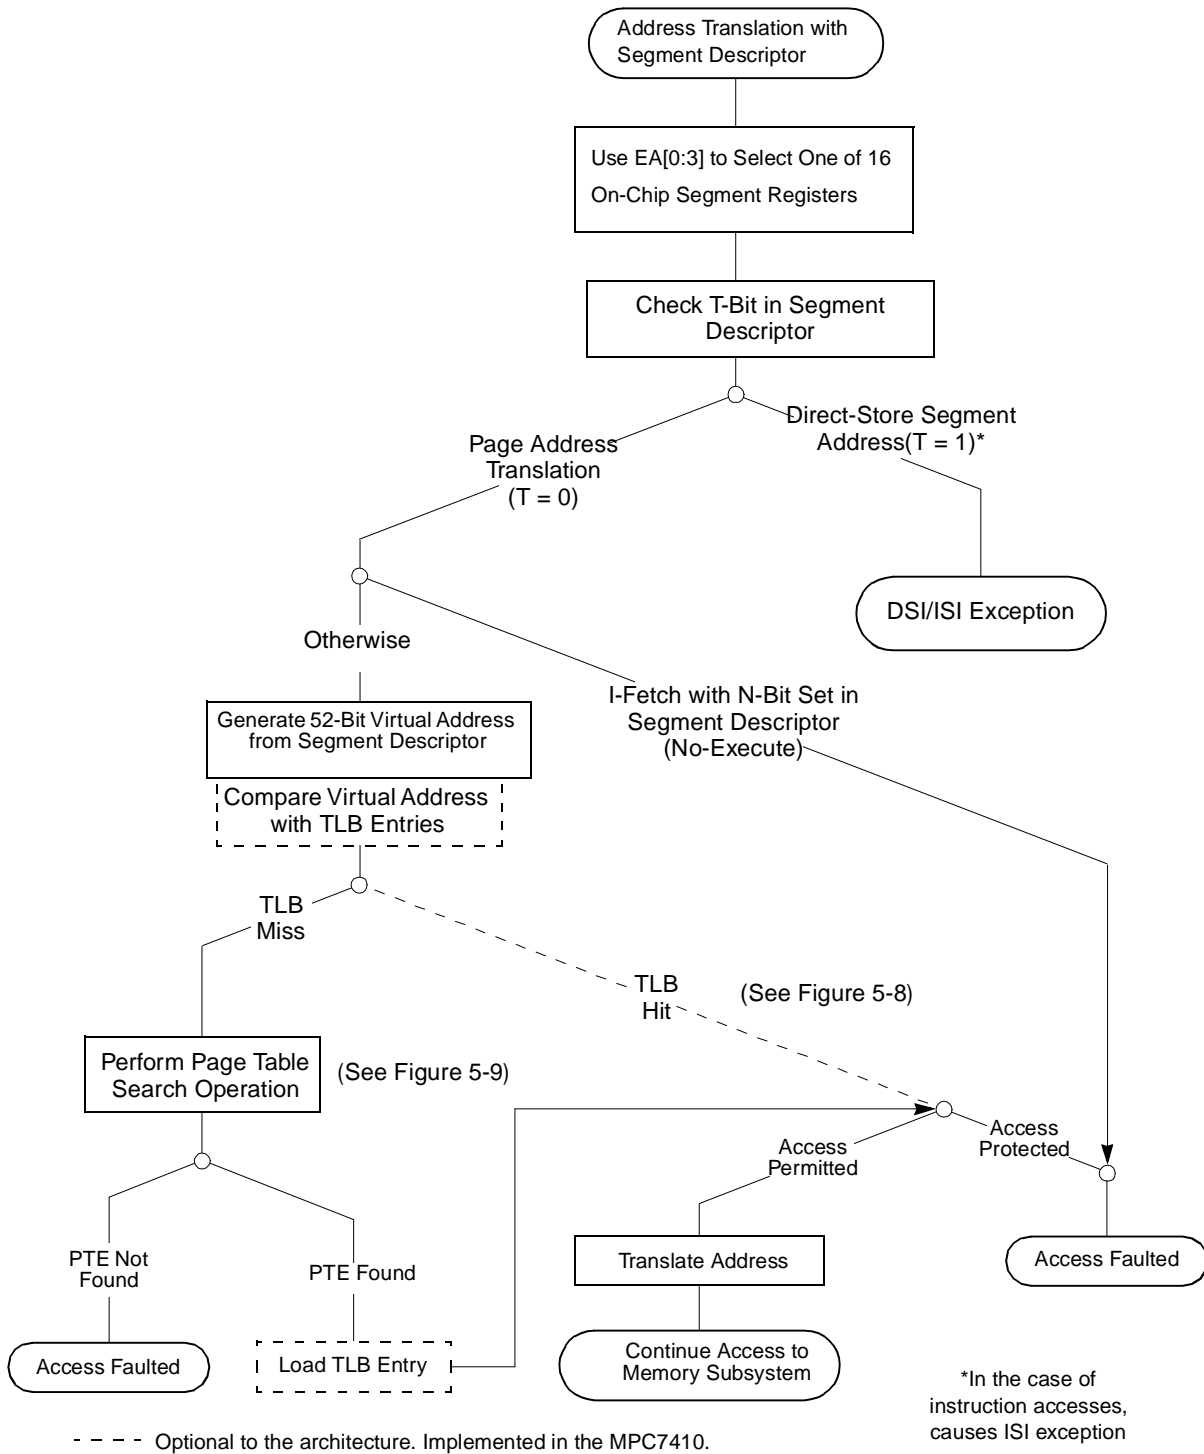 Address Translation with
Segment Descriptor
Use EA[0:3] to Select One of 16
On-Chip Segment Registers
Check T-Bit in Segment
Descriptor
Direct-Store Segment
Address(T = 1)*
Page Address
Translation
(T = 0)
DSI/ISI Exception
Otherwise
I-Fetch with N-Bit Set in
Segment Descriptor
(No-Execute)
Generate 52-Bit Virtual Address
from Segment Descriptor
Compare Virtual Address
with TLB Entries
TLB
Miss
TLB
Hit
(See Figure 5-8)
Perform Page Table
Search Operation
(See Figure 5-9)
Access
Permitted
Access
Protected
PTE Not
Found
PTE Found
Translate Address
Access Faulted
Access Faulted
Load TLB Entry
Continue Access to
Memory Subsystem
*In the case of
instruction accesses,
causes ISI exception
Optional to the architecture. Implemented in the MPC7410.